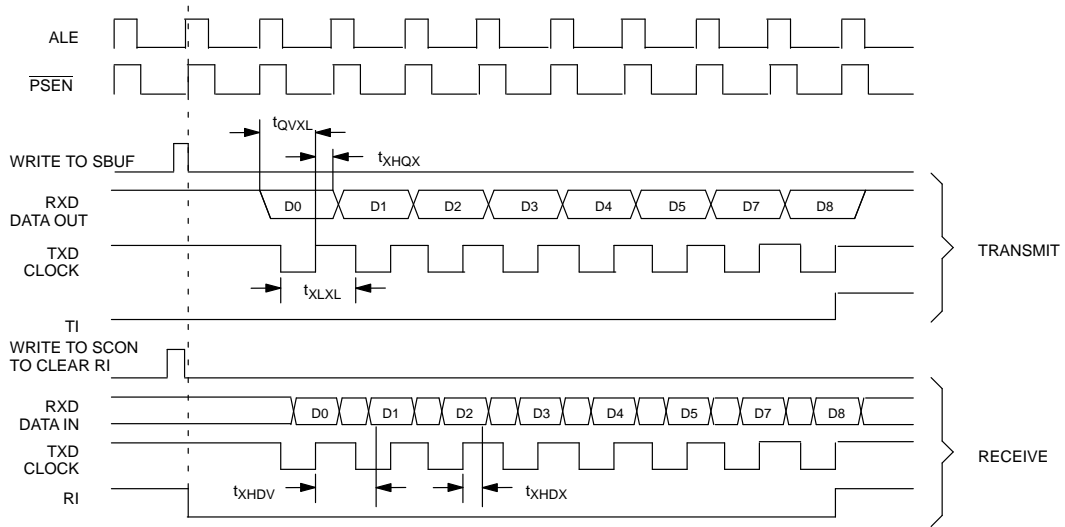 ALE
PSEN
tQVXL
tXHQX
WRITE TO SBUF
RXD
DATA OUT
D0 D1 D2 D3 D4 D5 D7 D8
TXD
CLOCK
TRANSMIT
tXLXL
TI
WRITE TO SCON
TO CLEAR RI
RXD
DATA IN
D0 D1 D2 D3 D4 D5 D7 D8
TXD
CLOCK
RECEIVE
tXHDV
tXHDX
RI